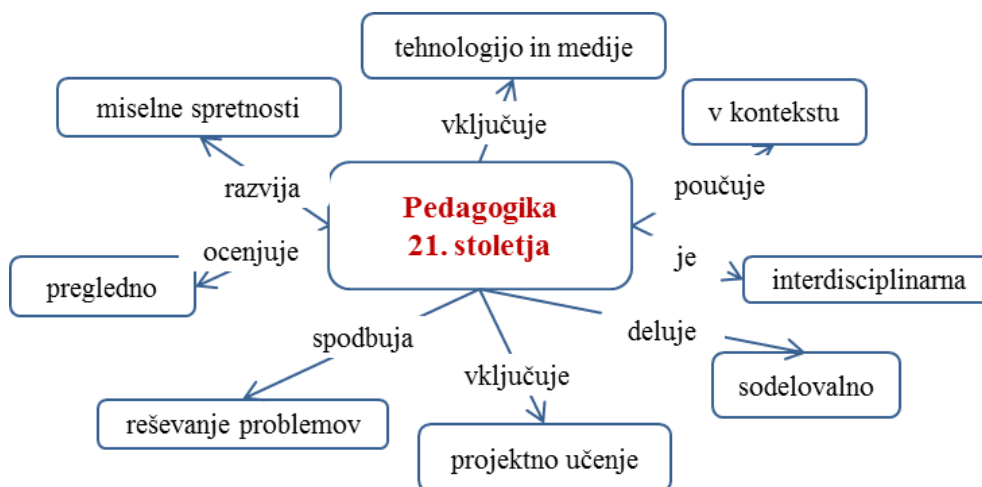 tehnologijo in medije
miselne spretnosti
v kontekstu
vključuje
razvija
poučuje
Pedagogika
21. stoletja
ocenjuje
je
pregledno
interdisciplinarna
spodbuja
deluje
vključuje
sodelovalno
reševanje problemov
projektno učenje